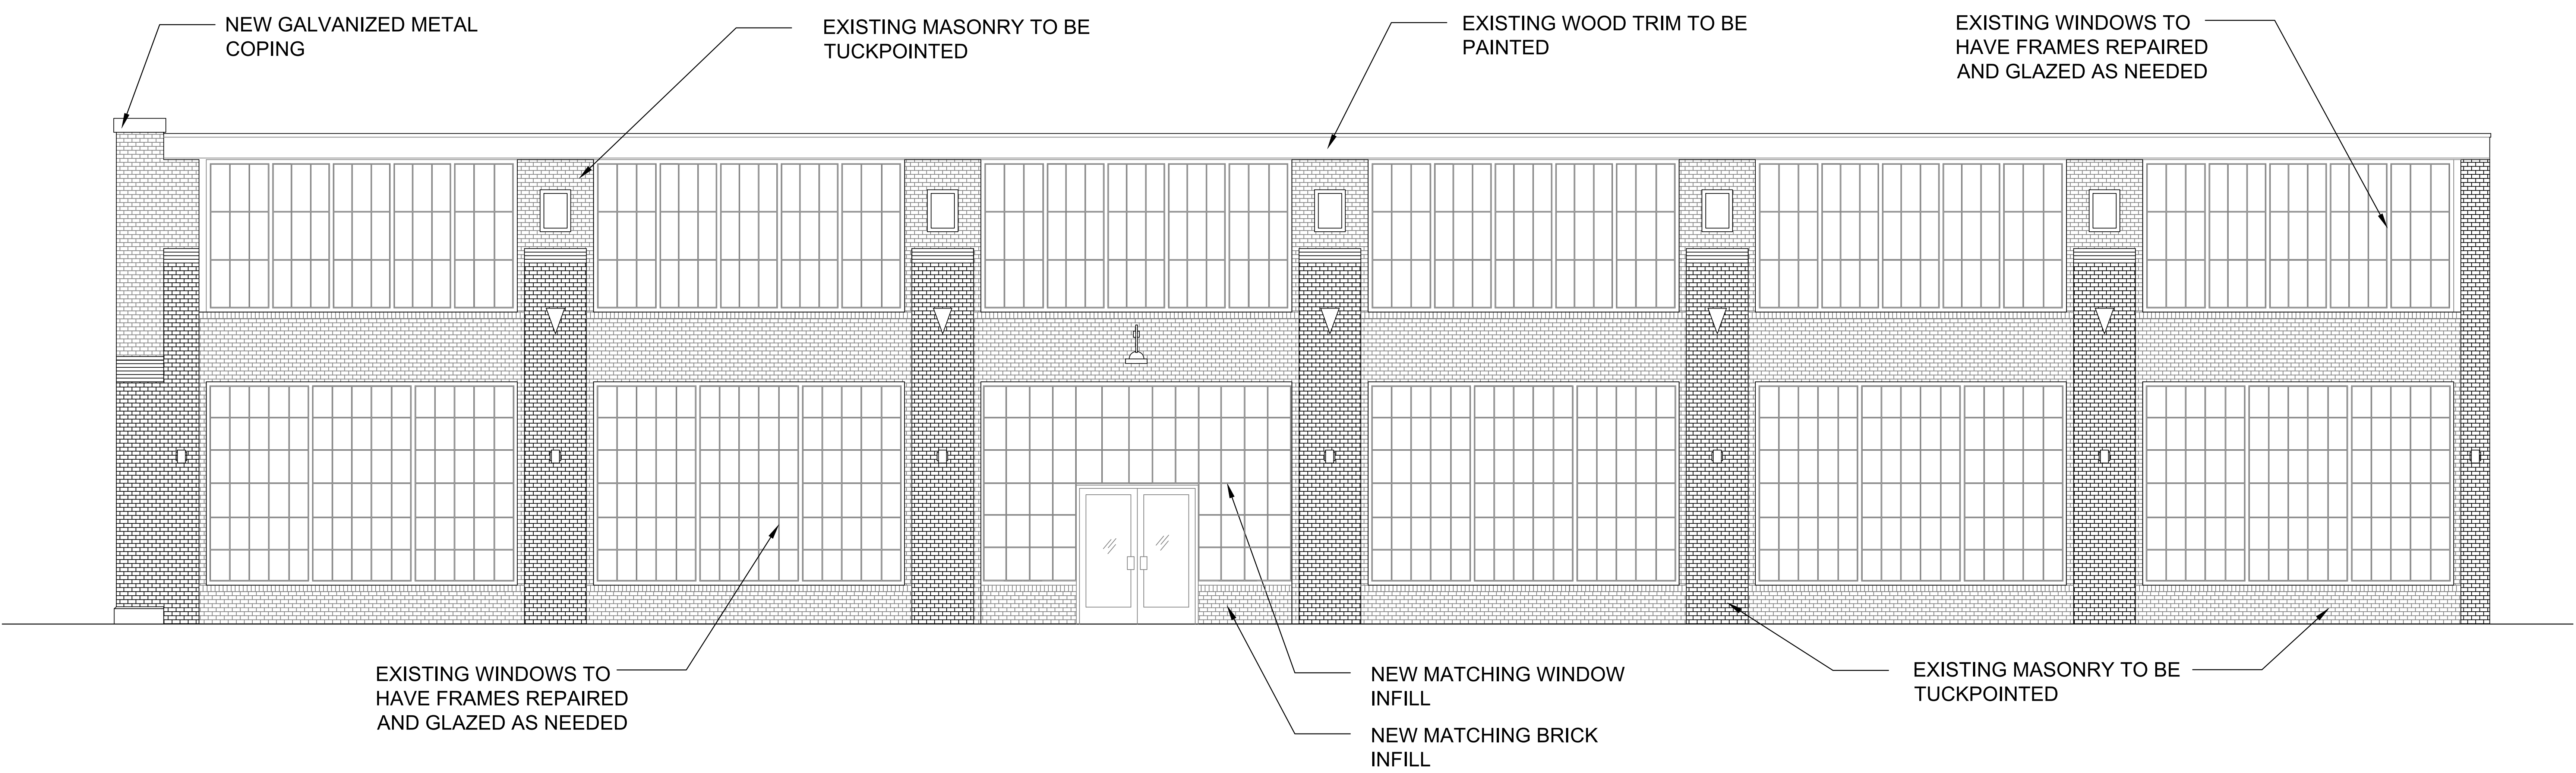 NEW GALVANIZED METAL
COPING
EXISTING MASONRY TO BE
TUCKPOINTED
EXISTING WOOD TRIM TO BE
PAINTED
EXISTING WINDOWS TO
HAVE FRAMES REPAIRED
AND GLAZED AS NEEDED
EXISTING WINDOWS TO
HAVE FRAMES REPAIRED
AND GLAZED AS NEEDED
NEW MATCHING WINDOW
INFILL
NEW MATCHING BRICK
INFILL
EXISTING MASONRY TO BE
TUCKPOINTED